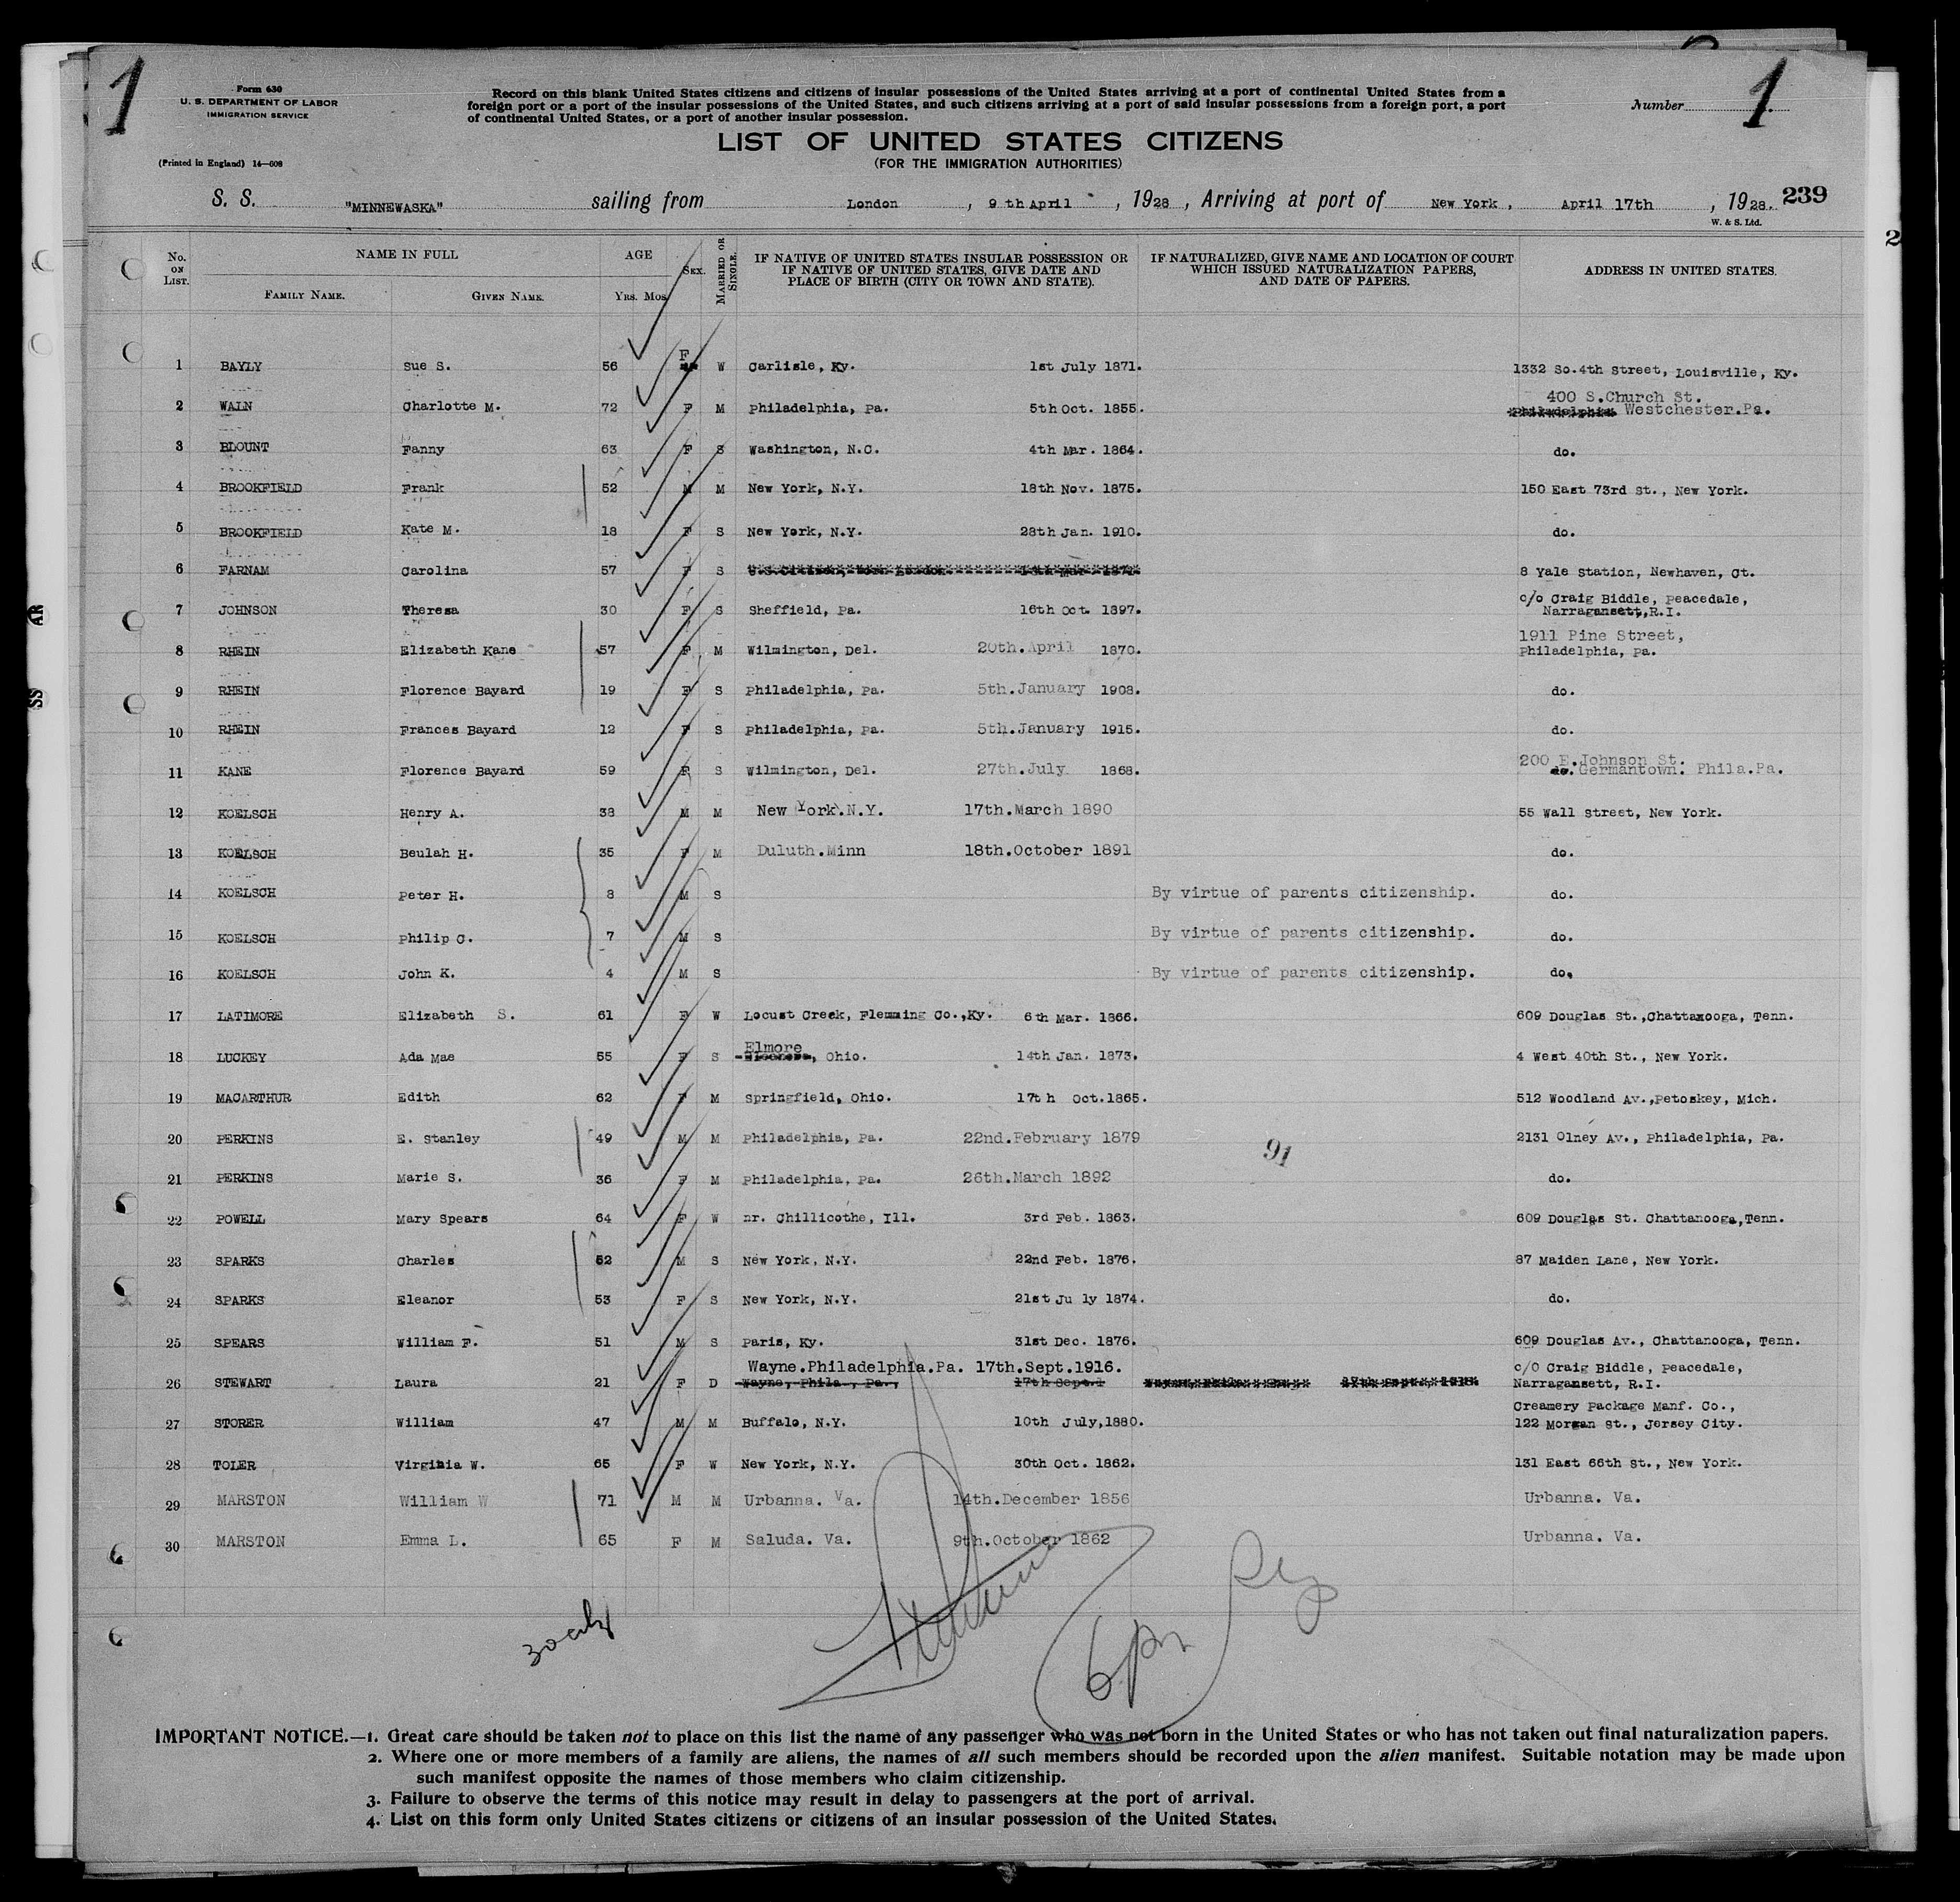 1
Form 630
U. S. DEPARTMENT OF LABOR
IMMIGRATION SERVICE
(Printed in England) 14—608
Record on this blank United States citizens and citizens of insular possessions of the United States arriving at a port of continental United States from a
foreign port or a port of the insular possessions of the United States, and such citizens arriving at a port of said insular possessions from a foreign port, a port
of continental United States, or a port of another insular possession.
Number 1
LIST OF UNITED STATES CITIZENS
(FOR THE IMMIGRATION AUTHORITIES)
S. S. "MINNEWASKA" sailing from London, 9 th April, 1928, Arriving at port of New York, April 17th, 1928. 239
W. & S. Ltd.
No. ON LIST. NAME IN FULL FAMILY NAME. GIVEN NAME. AGE YRS. MOS. SEX. MARRIED OR SINGLE. IF NATIVE OF UNITED STATES INSULAR POSSESSION OR IF NATIVE OF UNITED STATES, GIVE DATE AND PLACE OF BIRTH (CITY OR TOWN AND STATE). IF NATURALIZED, GIVE NAME AND LOCATION OF COURT WHICH ISSUED NATURALIZATION PAPERS, AND DATE OF PAPERS. ADDRESS IN UNITED STATES.
1 BAYLY Sue S. 56 F W Carlisle, Ky. 1st July 1871. 1332 So.4th Street, Louisville, Ky.
400 S.Church St.
2 WALN Charlotte M. 72 F M Philadelphia, Pa. 5th Oct. 1855. Philadelphia Westchester.Pa.
3 BLOUNT Fanny 63 F S Washington, N.C. 4th Mar. 1864. do.
4 BROOKFIELD Frank 52 M M New York, N.Y. 18th Nov. 1875. 150 East 73rd St., New York.
5 BROOKFIELD Kate M. 18 F S New York, N.Y. 28th Jan. 1910. do.
6 FARNAM Carolina 57 F S U.S.Citizen, born London 8 Yale Station, Newhaven, Ct.
c/o Craig Biddle, Peacedale,
7 JOHNSON Theresa 30 F S Sheffield, Pa. 16th Oct. 1897. Narragansett,R.I.
1911 Pine Street,
8 RHEIN Elizabeth Kane 57 F M Wilmington, Del. 20th.April 1870. Philadelphia, Pa.
9 RHEIN Florence Bayard 19 F S Philadelphia, Pa. 5th.January 1908. do.
10 RHEIN Frances Bayard 12 F S Philadelphia, Pa. 5th.January 1915. do.
200 E.Johnson St.
11 KANE Florence Bayard 59 F S Wilmington, Del. 27th.July 1868. do. Germantown. Phila.Pa.
12 KOELSCH Henry A. 38 M M New York.N.Y. 17th.March 1890 55 Wall Street, New York.
13 KOELSCH Beulah H. 35 F M Duluth.Minn 18th.October 1891 do.
14 KOELSCH Peter H. 8 M S By virtue of parents citizenship. do.
15 KOELSCH Philip C. 7 M S By virtue of parents citizenship. do.
16 KOELSCH John K. 4 M S By virtue of parents citizenship. do.
17 LATIMORE Elizabeth S. 61 F W Locust Creek, Flemming Co.,Ky. 6th Mar. 1866. 609 Douglas St.,Chattanooga, Tenn.
Elmore
18 LUCKEY Ada Mae 55 F S , Ohio. 14th Jan. 1873. 4 West 40th St., New York.
19 MACARTHUR Edith 62 F M Springfield, Ohio. 17th Oct.1865. 512 Woodland Av.,Petoskey, Mich.
20 PERKINS E. Stanley 49 M M Philadelphia, Pa. 22nd.February 1879 2131 Olney Av., Philadelphia, Pa.
91
21 PERKINS Marie S. 36 F M Philadelphia, Pa. 26th.March 1892 do.
22 POWELL Mary Spears 64 F W nr. Chillicothe, Ill. 3rd Feb. 1863. 609 Douglas St. Chattanooga,Tenn.
23 SPARKS Charles 52 M S New York, N.Y. 22nd Feb. 1876. 87 Maiden Lane, New York.
24 SPARKS Eleanor 53 F S New York, N.Y. 21st Ju ly 1874. do.
25 SPEARS William F. 51 M S Paris, Ky. 31st Dec. 1876. 609 Douglas Av., Chattanooga, Tenn.
Wayne.Philadelphia.Pa. 17th.Sept.1916. c/O Craig Biddle, Peacedale,
26 STEWART Laura 21 F D Wayne, Phila., Pa., 17th Sept.1 Narragansett, R.I.
Creamery Package Manf. Co.,
27 STORER William 47 M M Buffalo, N.Y. 10th July,1880. 122 Morgan St., Jersey City.
28 TOLER Virginia W. 65 F W New York, N.Y. 30th Oct. 1862. 131 East 66th St., New York.
29 MARSTON William W 71 M M Urbanna. Va. 14th.December 1856 Urbanna. Va.
30 MARSTON Emma L. 65 F M Saluda. Va. 9th.October 1862 Urbanna. Va.
6pm
IMPORTANT NOTICE.—1. Great care should be taken not to place on this list the name of any passenger who was not born in the United States or who has not taken out final naturalization papers.
2. Where one or more members of a family are aliens, the names of all such members should be recorded upon the alien manifest. Suitable notation may be made upon
such manifest opposite the names of those members who claim citizenship.
3. Failure to observe the terms of this notice may result in delay to passengers at the port of arrival.
4. List on this form only United States citizens or citizens of an insular possession of the United States.